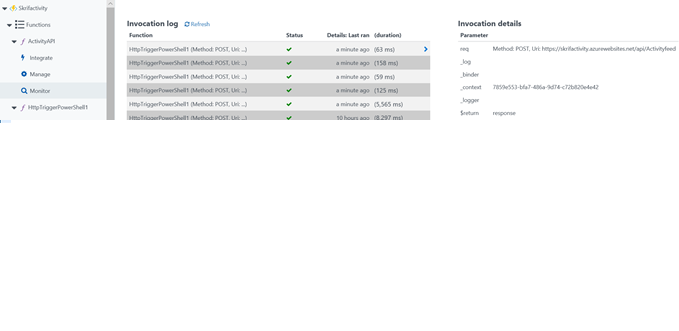 Skrifactivity
Functions
ActivityAPI
Integrate
Manage
Monitor
HttpTriggerPowerShell1
Invocation log Refresh
Function Status Details: Last ran (duration)
HttpTriggerPowerShell1 (Method: POST, Uri: ...) a minute ago (63 ms)
HttpTriggerPowerShell1 (Method: POST, Uri: ...) a minute ago (158 ms)
HttpTriggerPowerShell1 (Method: POST, Uri: ...) a minute ago (59 ms)
HttpTriggerPowerShell1 (Method: POST, Uri: ...) a minute ago (125 ms)
HttpTriggerPowerShell1 (Method: POST, Uri: ...) a minute ago (5,565 ms)
HttpTriggerPowerShell1 (Method: POST, Uri: ...) 10 hours ago (8,297 ms)
Invocation details
Parameter
req Method: POST, Uri: https://skrifactivity.azurewebsites.net/api/Activityfeed
_log
_binder
_context 7859e553-bfa7-486a-9d74-c72b820e4e42
_logger
$return response